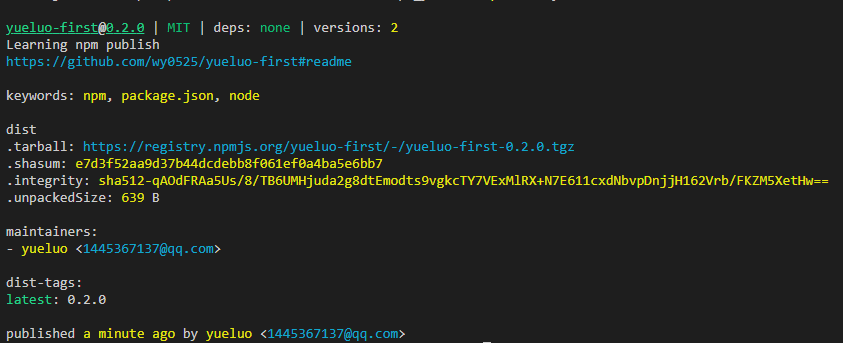 yueluo-first@0.2.0 | MIT | deps: none | versions: 2
Learning npm publish
https://github.com/wy0525/yueluo-first#readme
keywords: npm, package.json, node
dist
.tarball: https://registry.npmjs.org/yueluo-first/-/yueluo-first-0.2.0.tgz
.shasum: e7d3f52aa9d37b44dcdebb8f061ef0a4ba5e6bb7
.integrity: sha512-qAOdFRAa5Us/8/TB6UMHjuda2g8dtEmodts9vgkcTY7VExMlRX+N7E611cxdNbvpDnjjH162Vrb/FKZM5XetHw==
.unpackedSize: 639 B
maintainers:
- yueluo <1445367137@qq.com>
dist-tags:
latest: 0.2.0
published a minute ago by yueluo <1445367137@qq.com>